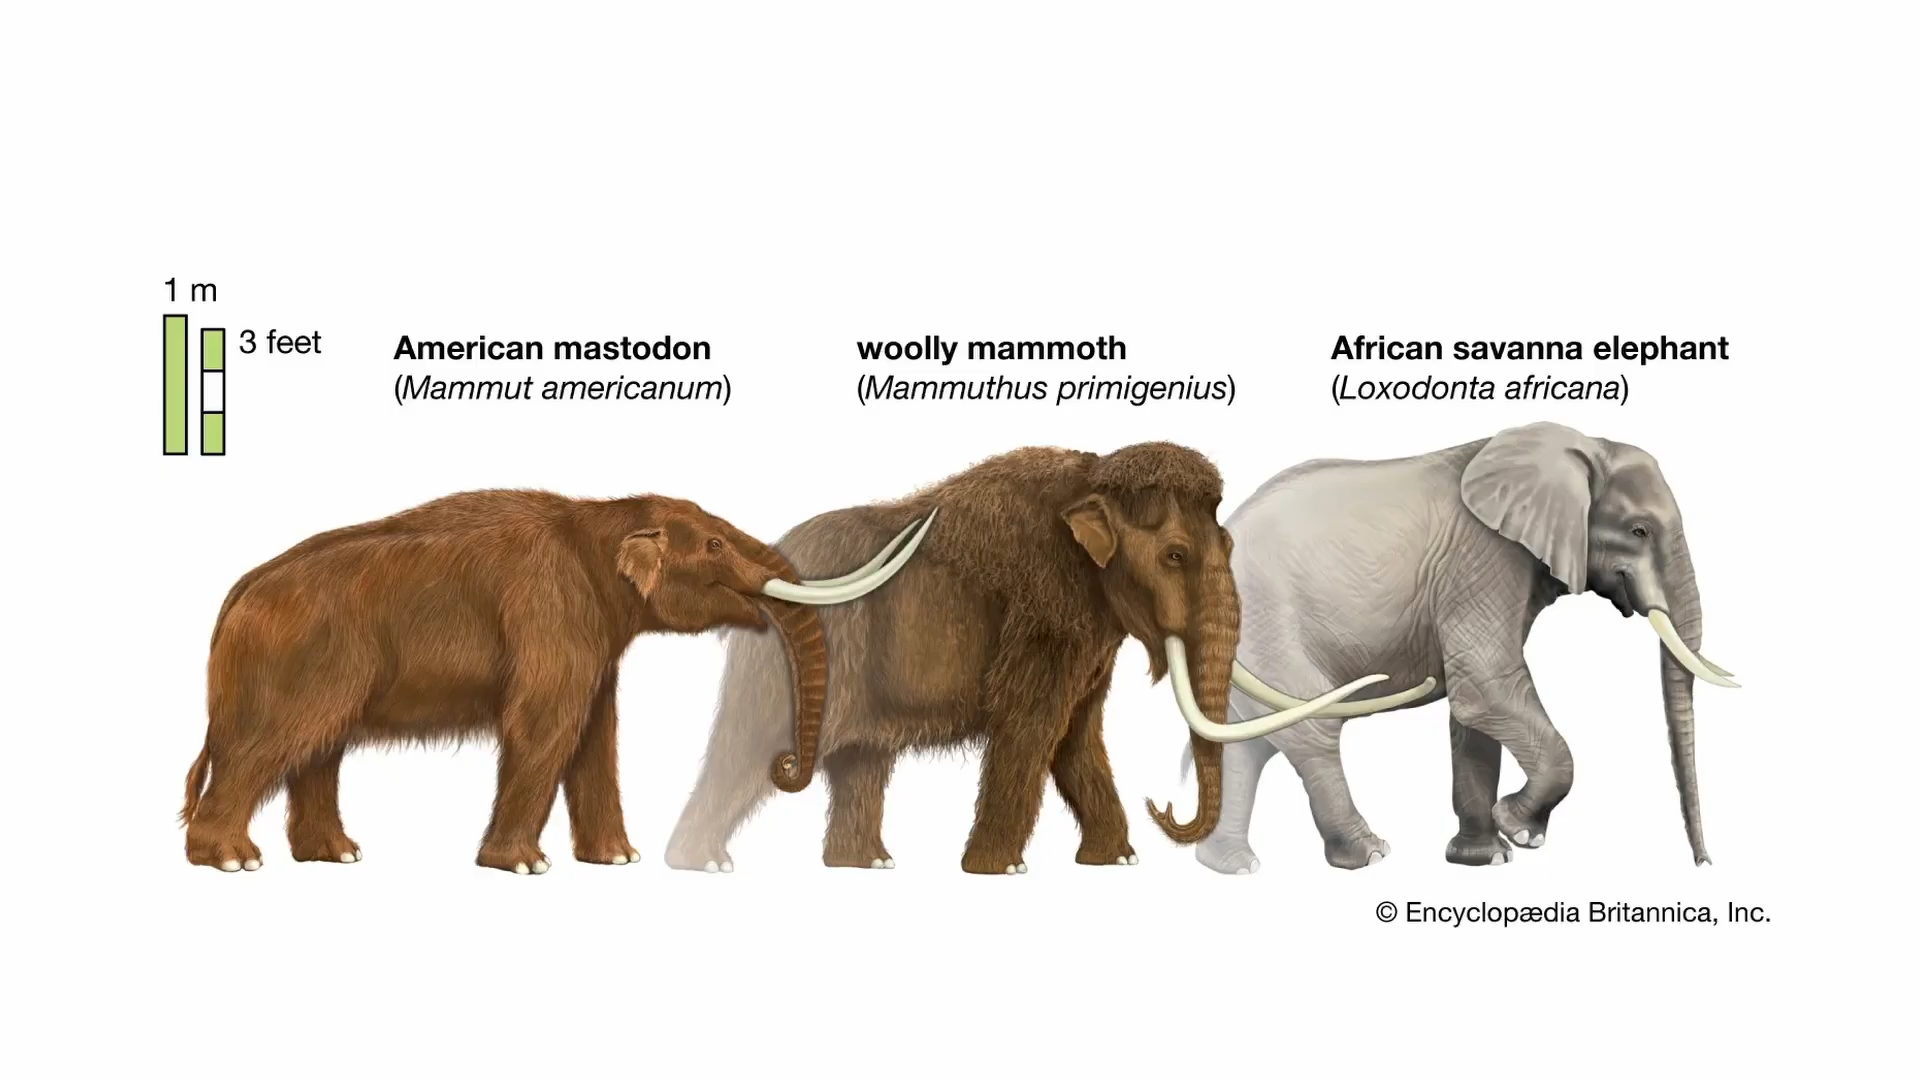 1 m
3 feet
American mastodon
(Mammut americanum)
woolly mammoth
(Mammuthus primigenius)
African savanna elephant
(Loxodonta africana)
© Encyclopædia Britannica, Inc.